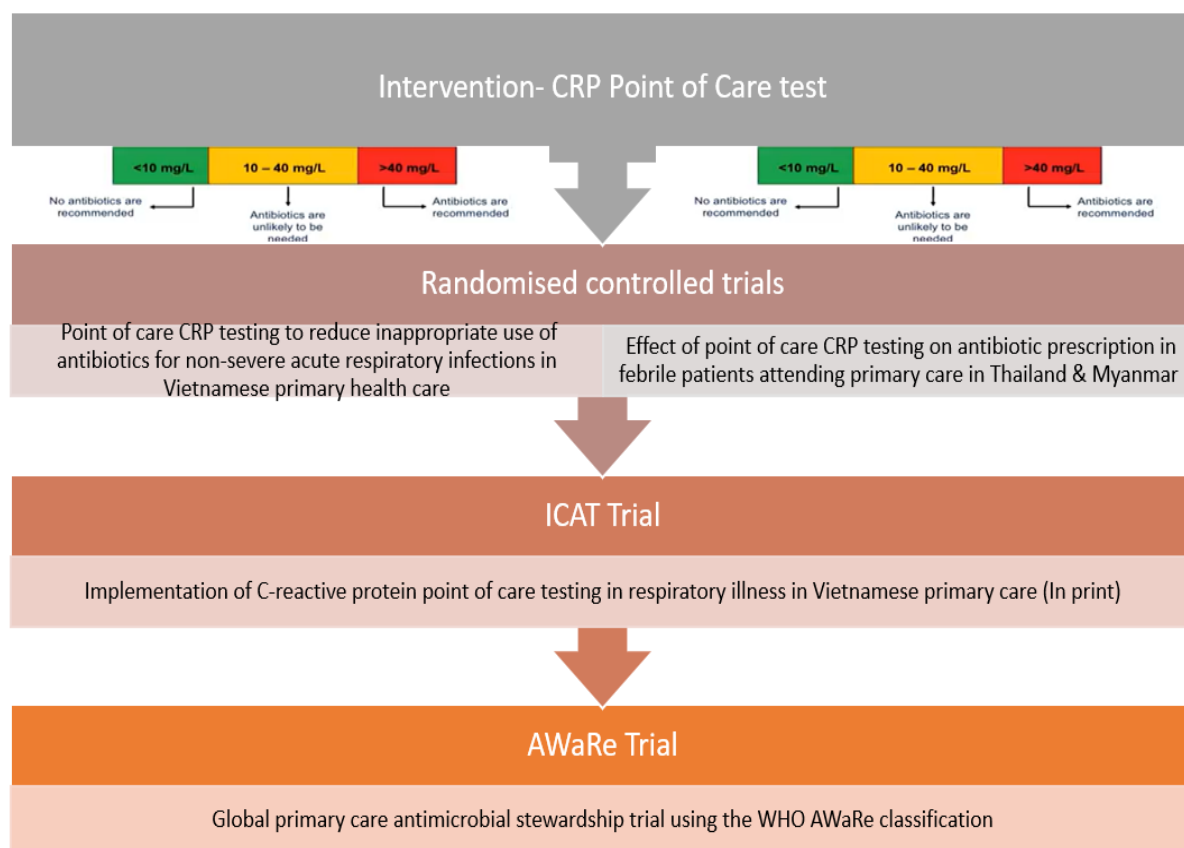 Intervention- CRP Point of Care test
<10 mg/L
10 – 40 mg/L
>40 mg/L
No antibiotics are
recommended
Antibiotics are
unlikely to be
needed
Antibiotics are
recommended
<10 mg/L
10 – 40 mg/L
>40 mg/L
No antibiotics are
recommended
Antibiotics are
unlikely to be
needed
Antibiotics are
recommended
Randomised controlled trials
Point of care CRP testing to reduce inappropriate use of
antibiotics for non-severe acute respiratory infections in
Vietnamese primary health care
Effect of point of care CRP testing on antibiotic prescription in
febrile patients attending primary care in Thailand & Myanmar
ICAT Trial
Implementation of C-reactive protein point of care testing in respiratory illness in Vietnamese primary care (In print)
AWaRe Trial
Global primary care antimicrobial stewardship trial using the WHO AWaRe classification